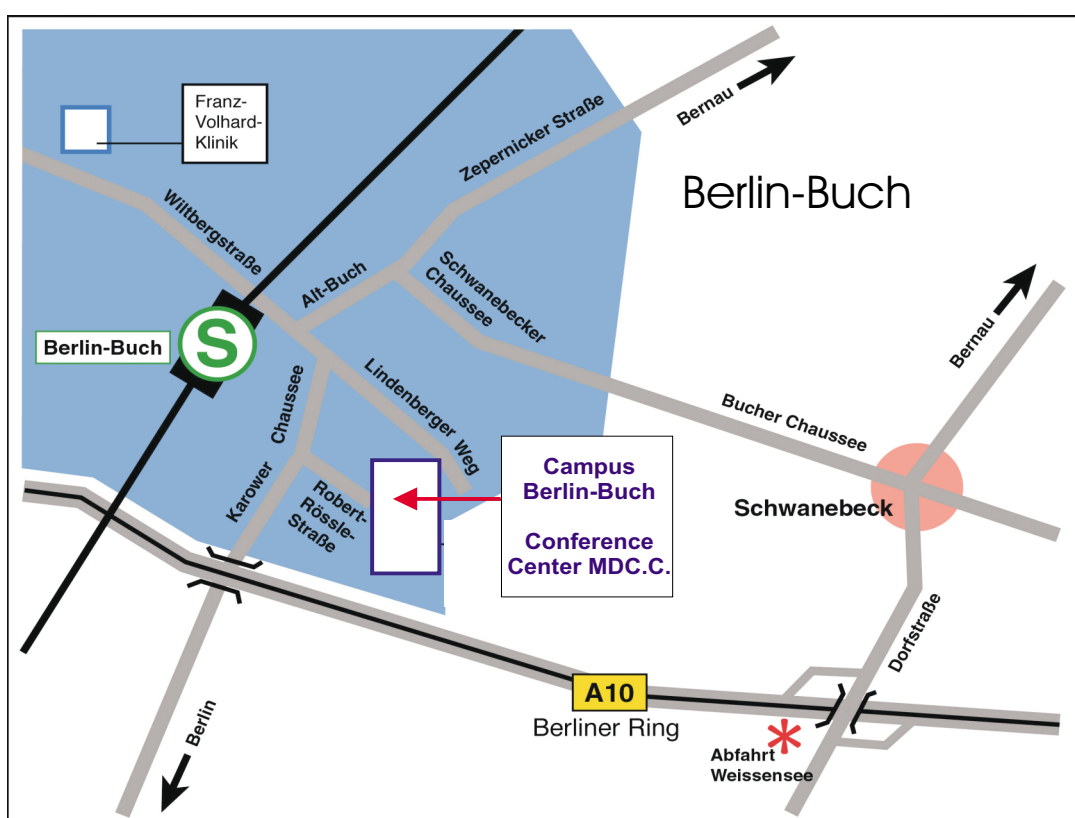 Franz-
Volhard-
Klinik
Zepernicker Straße
Bernau
Berlin-Buch
Wiltbergstraße
Alt-Buch
Schwanebecker
Chaussee
Bernau
Berlin-Buch
S
Karower Chaussee
Lindenberger Weg
Bucher Chaussee
Robert-
Rössle-
Straße
Campus
Berlin-Buch
Conference
Center MDC.C.
Schwanebeck
Dorfstraße
A10
Berliner Ring
Berlin
*
Abfahrt
Weissensee